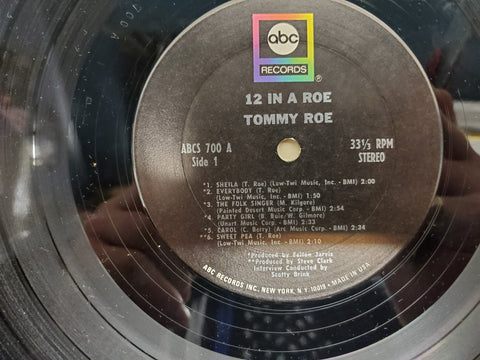 abc
RECORDS
®
12 IN A ROE
TOMMY ROE
ABCS 700 A
Side 1
33⅓ RPM
STEREO
*1. SHEILA (T. Roe) (Low-Twi Music, Inc. - BMI) 2:00
*2. EVERYBODY (T. Roe)
(Low-Twi Music, Inc. - BMI) 1:50
*3. THE FOLK SINGER (M. Kilgore)
(Painted Desert Music Corp. - BMI) 2:54
*4. PARTY GIRL (B. Buie/W. Gilmore)
(Unart Music Corp. - BMI) 2:33
*5. CAROL (C. Berry) (Arc Music Corp. - BMI) 2:34
**6. SWEET PEA (T. Roe)
(Low-Twi Music, Inc. - BMI) 2:10
*Produced by Felton Jarvis
**Produced by Steve Clark
Interview Conducted by
Scotty Brink
ABC RECORDS INC. NEW YORK, N.Y. 10019 • MADE IN USA